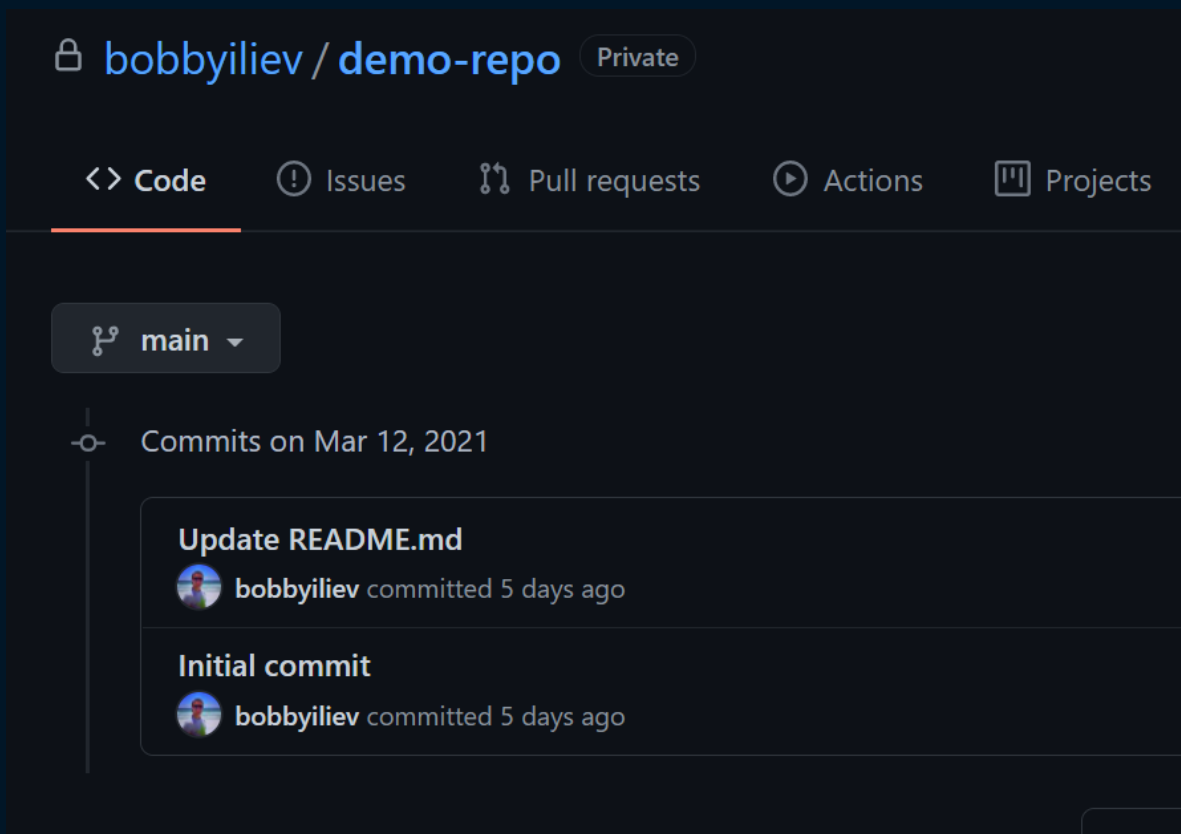 bobbyiliev / demo-repo Private
Code Issues Pull requests Actions Projects
main
Commits on Mar 12, 2021
Update README.md
bobbyiliev committed 5 days ago
Initial commit
bobbyiliev committed 5 days ago